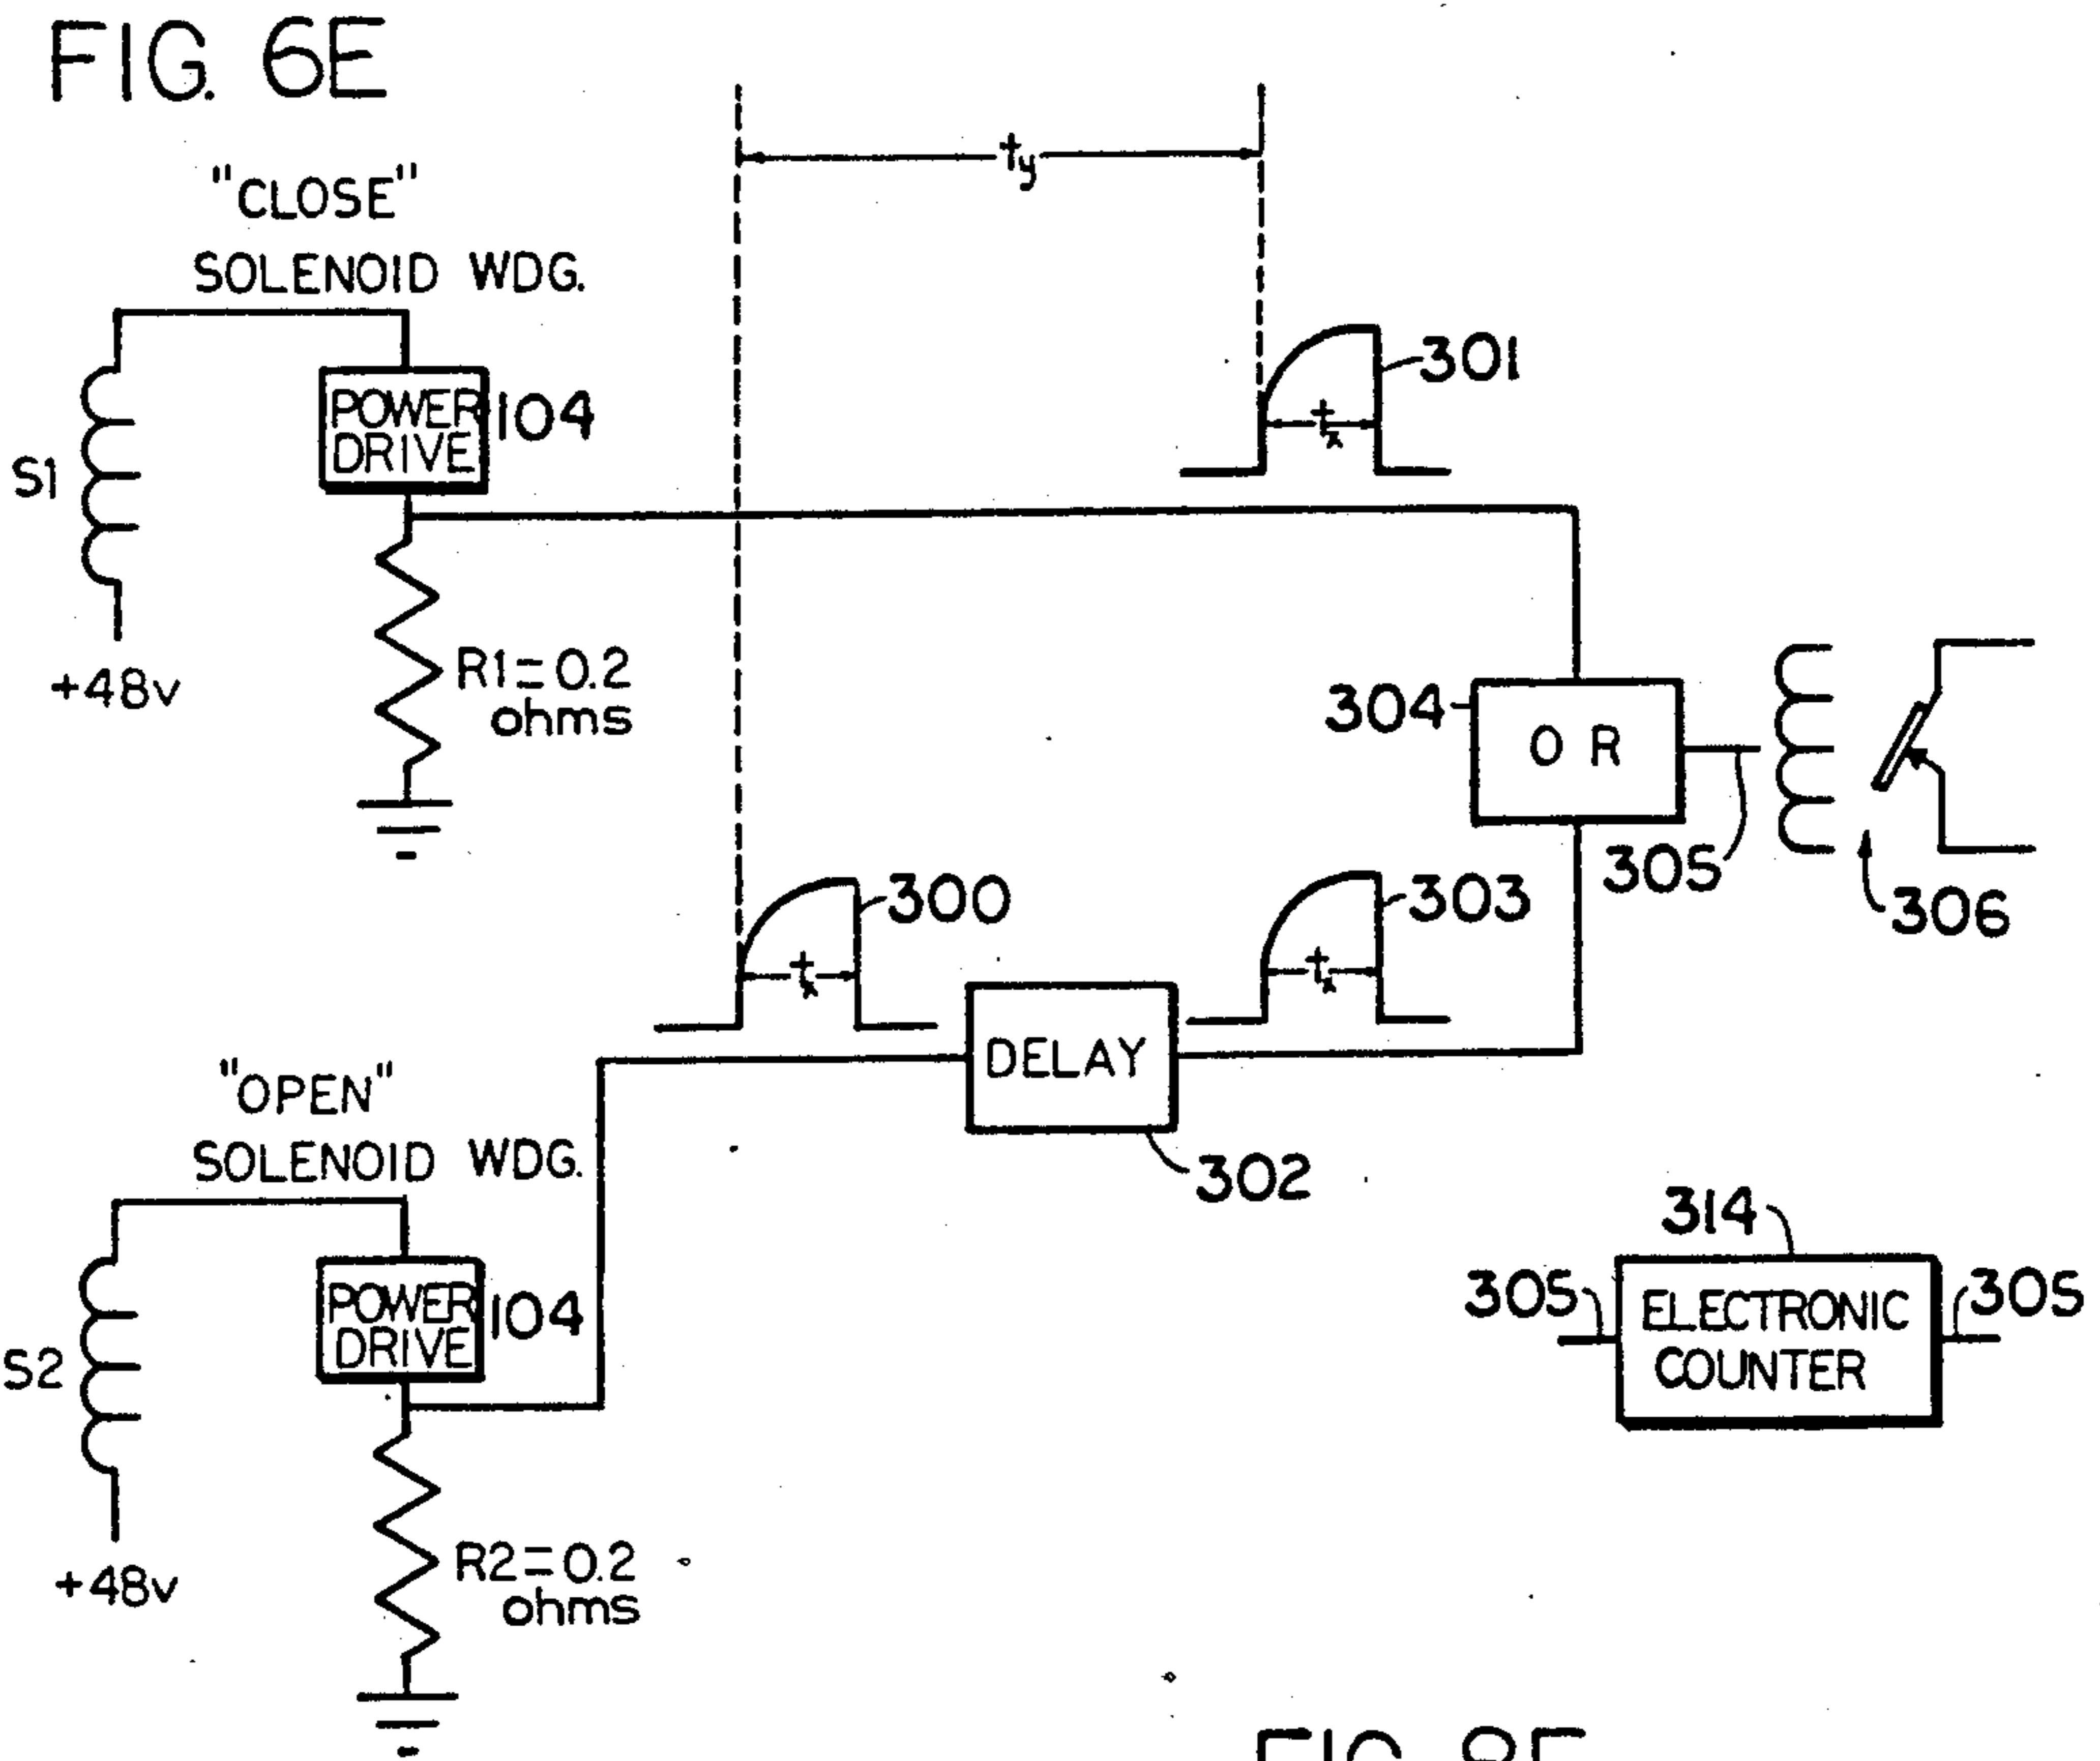 FIG. 6E
ty
"CLOSE"
SOLENOID WDG.
301
POWER
DRIVE
104
tx
S1
+48v
R1=0.2
ohms
304
OR
305
306
300
303
tx
tx
DELAY
302
"OPEN"
SOLENOID WDG.
314
POWER
DRIVE
104
305
ELECTRONIC
COUNTER
305
S2
+48v
R2=0.2
ohms